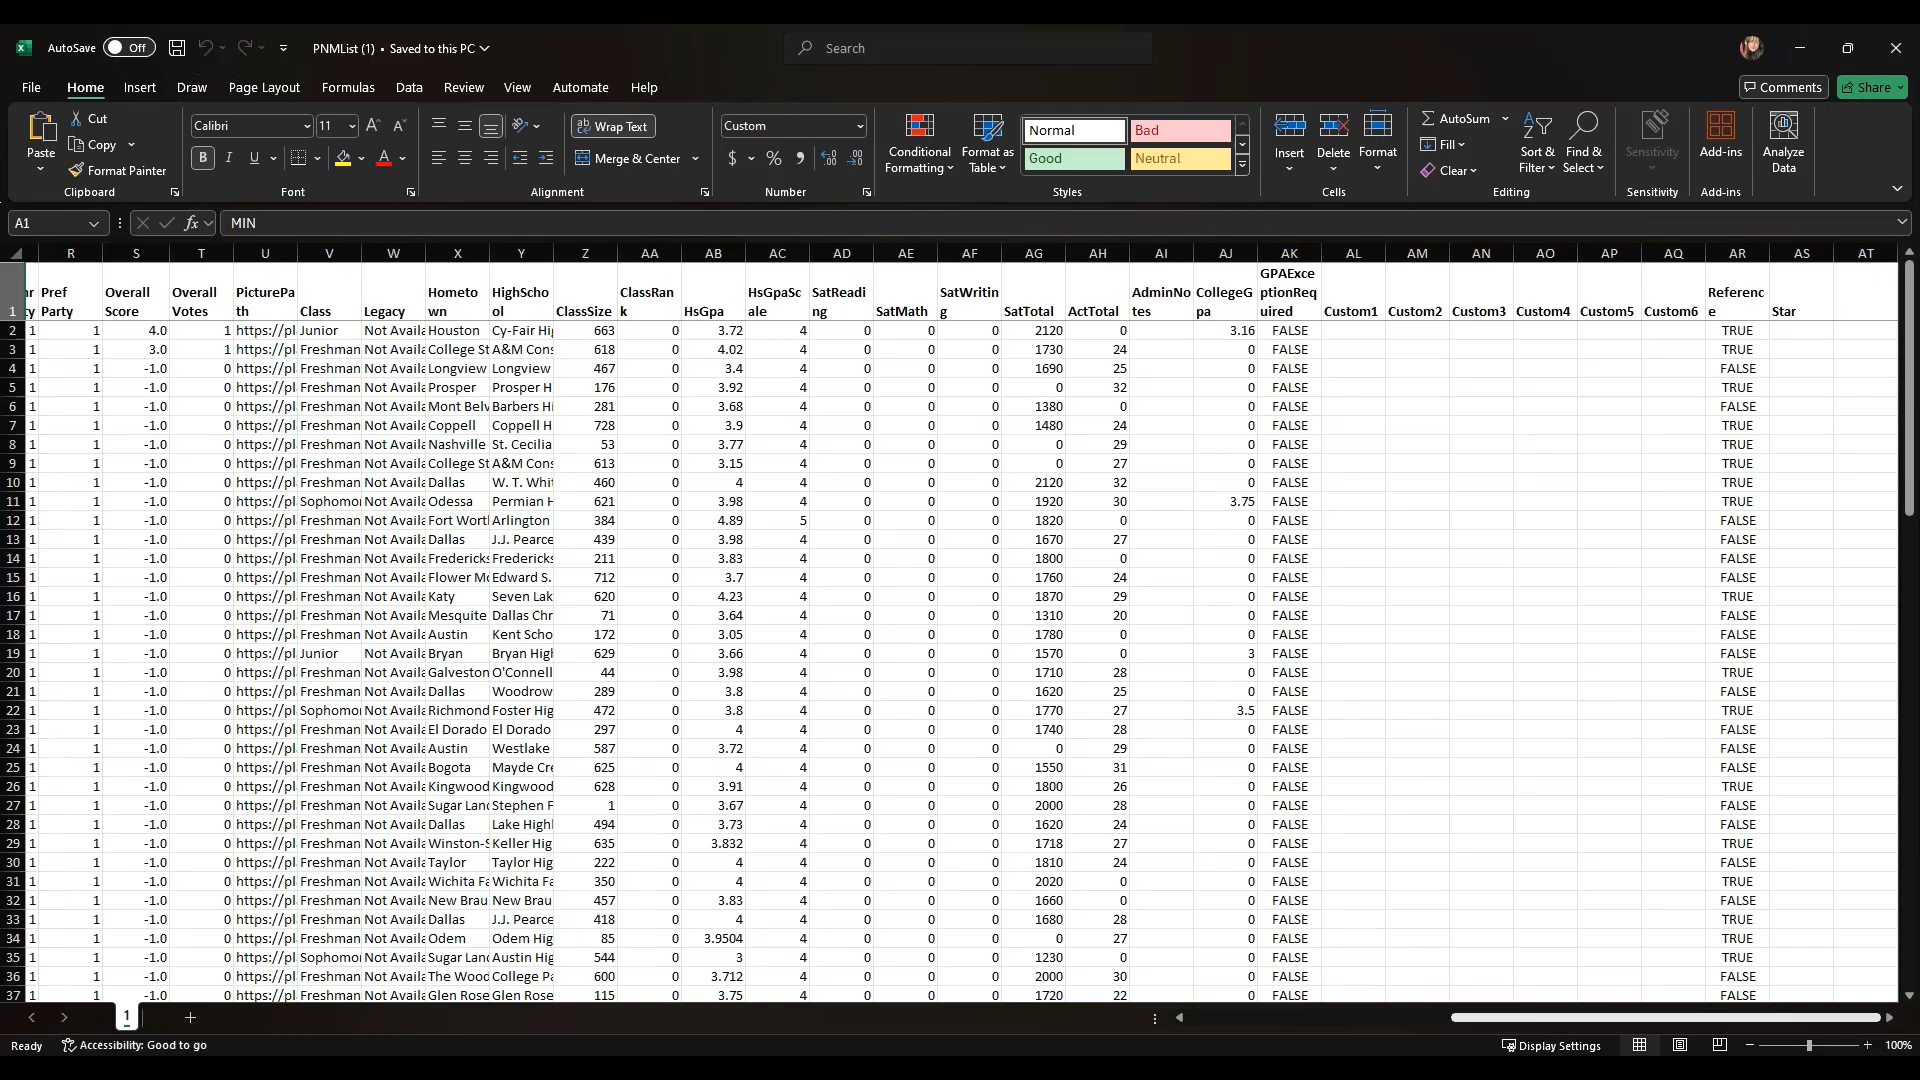 AutoSave Off PNMList (1) • Saved to this PC Search
File Home Insert Draw Page Layout Formulas Data Review View Automate Help Comments Share
Paste Cut Copy Format Painter Clipboard
Calibri 11 B I U Font
Wrap Text Merge & Center Alignment
Custom $ % Number
Conditional Formatting Format as Table Normal Bad Good Neutral Styles
Insert Delete Format Cells
AutoSum Fill Clear Sort & Filter Find & Select Editing
Sensitivity Sensitivity
Add-ins Add-ins
Analyze Data
A1 fx MIN
R S T U V W X Y Z AA AB AC AD AE AF AG AH AI AJ AK AL AM AN AO AP AQ AR AS AT
1 Pref Party Overall Score Overall Votes PicturePath Class Legacy Hometown HighSchool ClassSize ClassRank HsGpa HsGpaScale SatReading SatMath SatWriting SatTotal ActTotal AdminNotes CollegeGpa GPAExceptionRequired Custom1 Custom2 Custom3 Custom4 Custom5 Custom6 Reference Star
2 1 1 4.0 1 https://pl Junior Not Availa Houston Cy-Fair Hig 663 0 3.72 4 0 0 0 2120 0 3.16 FALSE TRUE
3 1 1 3.0 1 https://pl Freshman Not Availa College St A&M Cons 618 0 4.02 4 0 0 0 1730 24 0 FALSE TRUE
4 1 1 -1.0 0 https://pl Freshman Not Availa Longview Longview 467 0 3.4 4 0 0 0 1690 25 0 FALSE FALSE
5 1 1 -1.0 0 https://pl Freshman Not Availa Prosper Prosper H 176 0 3.92 4 0 0 0 0 32 0 FALSE TRUE
6 1 1 -1.0 0 https://pl Freshman Not Availa Mont Belv Barbers Hi 281 0 3.68 4 0 0 0 1380 0 0 FALSE FALSE
7 1 1 -1.0 0 https://pl Freshman Not Availa Coppell Coppell H 728 0 3.9 4 0 0 0 1480 24 0 FALSE FALSE
8 1 1 -1.0 0 https://pl Freshman Not Availa Nashville St. Cecilia 53 0 3.77 4 0 0 0 0 29 0 FALSE TRUE
9 1 1 -1.0 0 https://pl Freshman Not Availa College St A&M Cons 613 0 3.15 4 0 0 0 0 27 0 FALSE TRUE
10 1 1 -1.0 0 https://pl Freshman Not Availa Dallas W. T. Whit 460 0 4 4 0 0 0 2120 32 0 FALSE FALSE
11 1 1 -1.0 0 https://pl Sophomor Not Availa Odessa Permian H 621 0 3.98 4 0 0 0 1920 30 3.75 FALSE TRUE
12 1 1 -1.0 0 https://pl Freshman Not Availa Fort Wort Arlington 384 0 4.89 5 0 0 0 1820 0 0 FALSE FALSE
13 1 1 -1.0 0 https://pl Freshman Not Availa Dallas J.J. Pearce 439 0 3.98 4 0 0 0 1670 27 0 FALSE FALSE
14 1 1 -1.0 0 https://pl Freshman Not Availa Fredericks Fredericks 211 0 3.83 4 0 0 0 1800 0 0 FALSE FALSE
15 1 1 -1.0 0 https://pl Freshman Not Availa Flower Mo Edward S. 712 0 3.7 4 0 0 0 1760 24 0 FALSE FALSE
16 1 1 -1.0 0 https://pl Freshman Not Availa Katy Seven Lak 620 0 4.23 4 0 0 0 1870 29 0 FALSE TRUE
17 1 1 -1.0 0 https://pl Freshman Not Availa Mesquite Dallas Chr 71 0 3.64 4 0 0 0 1310 20 0 FALSE FALSE
18 1 1 -1.0 0 https://pl Freshman Not Availa Austin Kent Scho 172 0 3.05 4 0 0 0 1780 0 0 FALSE FALSE
19 1 1 -1.0 0 https://pl Junior Not Availa Bryan Bryan High 629 0 3.66 4 0 0 0 1570 0 3 FALSE FALSE
20 1 1 -1.0 0 https://pl Freshman Not Availa Galveston O'Connell 44 0 3.98 4 0 0 0 1710 28 0 FALSE TRUE
21 1 1 -1.0 0 https://pl Freshman Not Availa Dallas Woodrow 289 0 3.8 4 0 0 0 1620 25 0 FALSE FALSE
22 1 1 -1.0 0 https://pl Sophomor Not Availa Richmond Foster Hig 472 0 3.8 4 0 0 0 1770 27 3.5 FALSE TRUE
23 1 1 -1.0 0 https://pl Freshman Not Availa El Dorado El Dorado 297 0 4 4 0 0 0 1740 28 0 FALSE FALSE
24 1 1 -1.0 0 https://pl Freshman Not Availa Austin Westlake 587 0 3.72 4 0 0 0 0 29 0 FALSE FALSE
25 1 1 -1.0 0 https://pl Freshman Not Availa Bogota Mayde Cre 625 0 4 4 0 0 0 1550 31 0 FALSE FALSE
26 1 1 -1.0 0 https://pl Freshman Not Availa Kingwood Kingwood 628 0 3.91 4 0 0 0 1800 26 0 FALSE TRUE
27 1 1 -1.0 0 https://pl Freshman Not Availa Sugar Land Stephen F 1 0 3.67 4 0 0 0 2000 28 0 FALSE FALSE
28 1 1 -1.0 0 https://pl Freshman Not Availa Dallas Lake Highl 494 0 3.73 4 0 0 0 1620 24 0 FALSE FALSE
29 1 1 -1.0 0 https://pl Freshman Not Availa Winston-S Keller Hig 635 0 3.832 4 0 0 0 1718 27 0 FALSE TRUE
30 1 1 -1.0 0 https://pl Freshman Not Availa Taylor Taylor Hig 222 0 4 4 0 0 0 1810 24 0 FALSE FALSE
31 1 1 -1.0 0 https://pl Freshman Not Availa Wichita Fa Wichita Fa 350 0 4 4 0 0 0 2020 0 0 FALSE TRUE
32 1 1 -1.0 0 https://pl Freshman Not Availa New Brau New Brau 457 0 3.83 4 0 0 0 1660 0 0 FALSE FALSE
33 1 1 -1.0 0 https://pl Freshman Not Availa Dallas J.J. Pearce 418 0 4 4 0 0 0 1680 28 0 FALSE TRUE
34 1 1 -1.0 0 https://pl Freshman Not Availa Odem Odem Hig 85 0 3.9504 4 0 0 0 0 27 0 FALSE TRUE
35 1 1 -1.0 0 https://pl Sophomor Not Availa Sugar Land Austin Hig 544 0 3 4 0 0 0 1230 0 0 FALSE TRUE
36 1 1 -1.0 0 https://pl Freshman Not Availa The Wood College Pa 600 0 3.712 4 0 0 0 2000 30 0 FALSE FALSE
37 1 1 -1.0 0 https://pl Freshman Not Availa Glen Rose Glen Rose 115 0 3.75 4 0 0 0 1720 22 0 FALSE FALSE
1
Ready Accessibility: Good to go Display Settings 100%